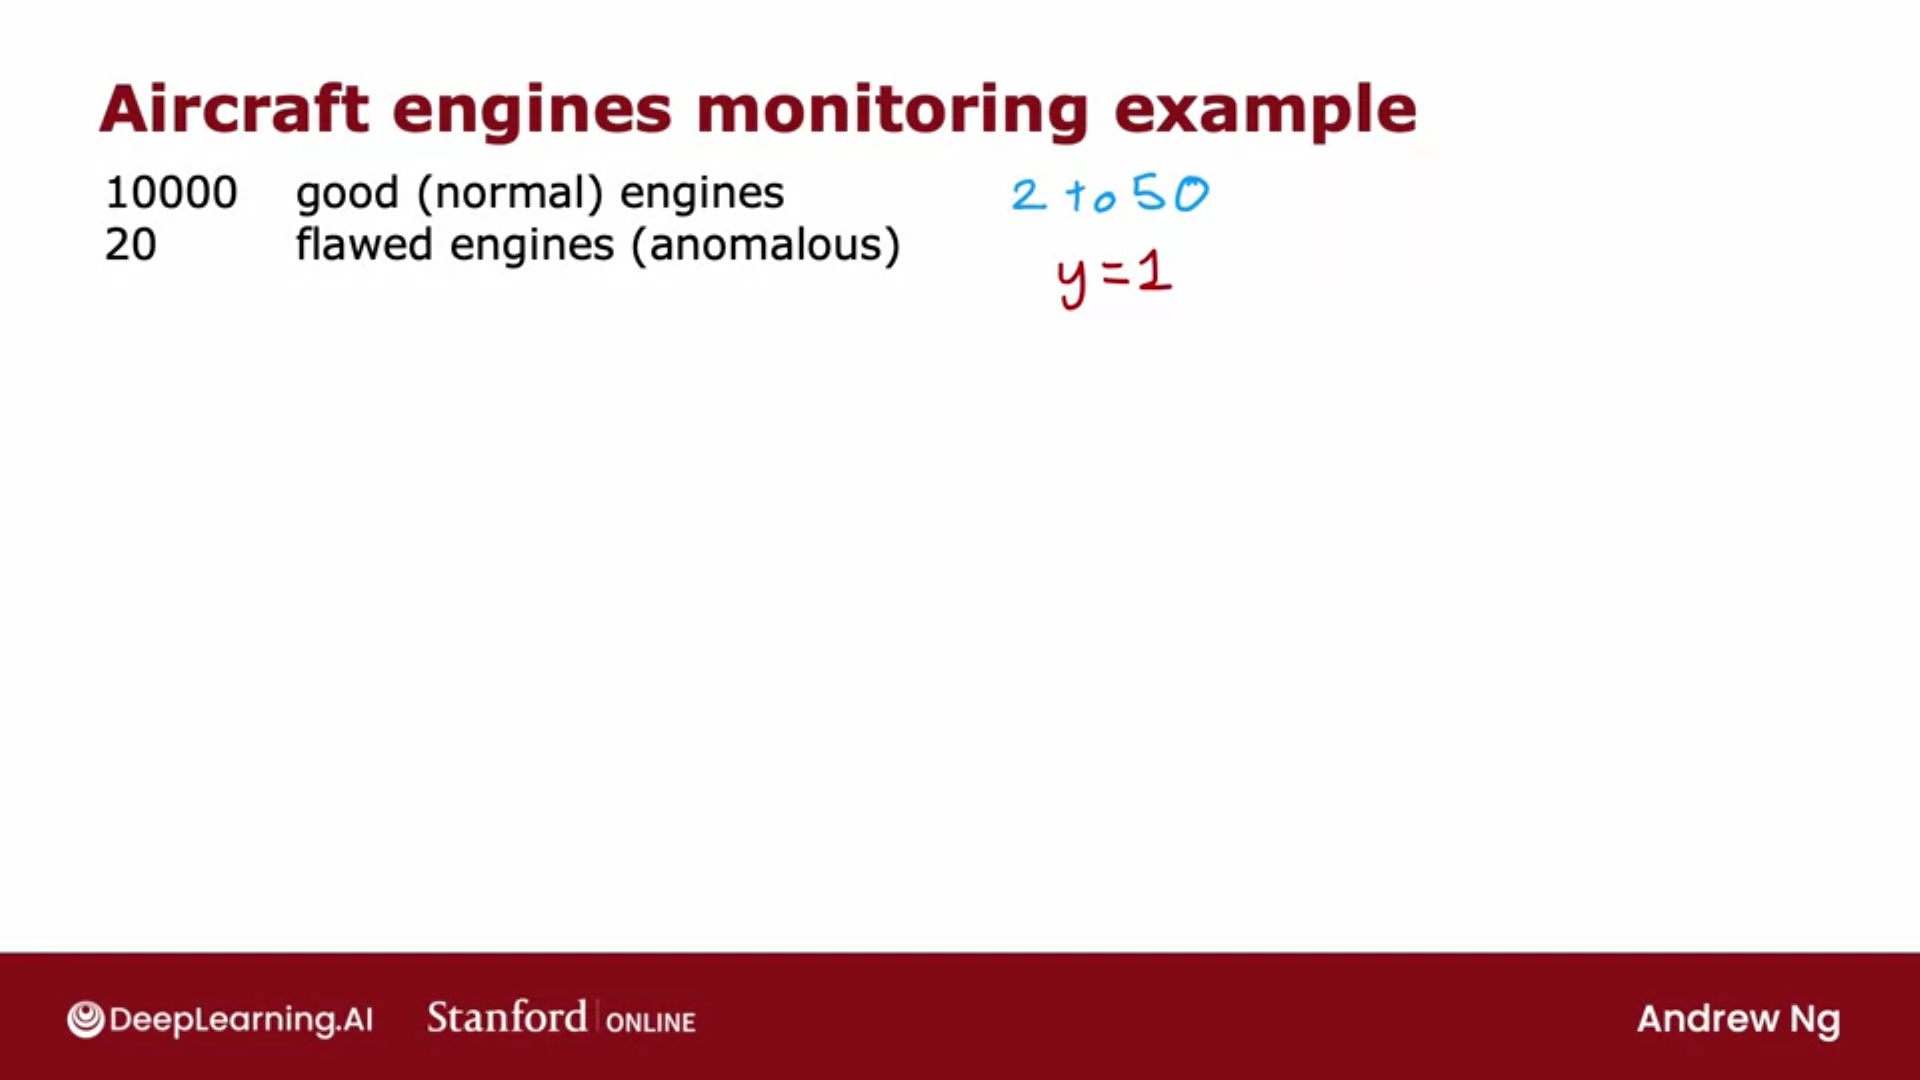 Aircraft engines monitoring example
10000 good (normal) engines 2 to 50
20 flawed engines (anomalous)
y=1
DeepLearning.AI Stanford | ONLINE Andrew Ng